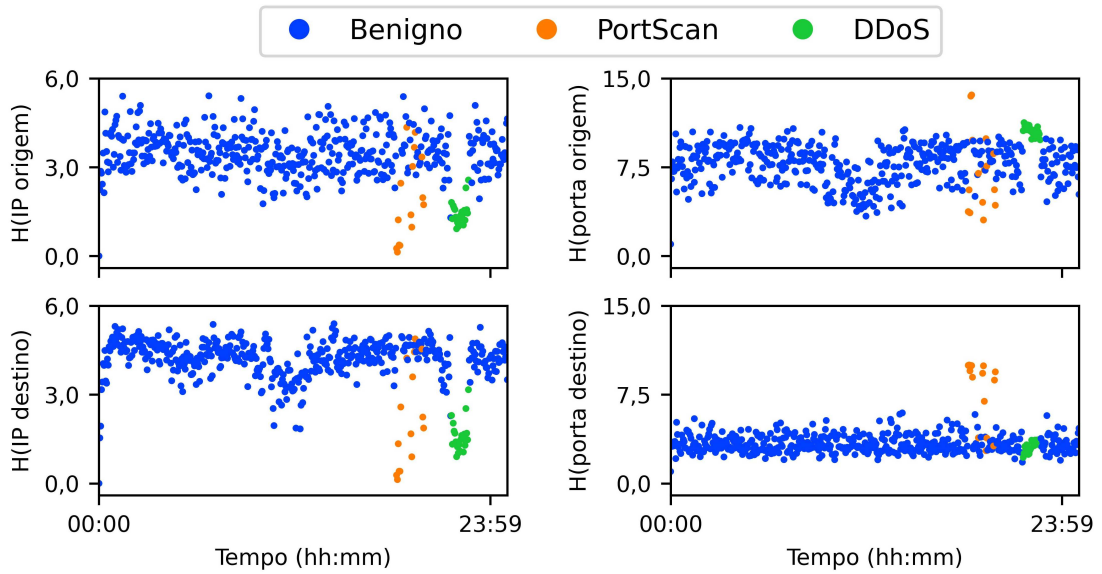 Benigno PortScan DDoS
6,0
3,0
0,0
H(IP origem)
15,0
7,5
0,0
H(porta origem)
6,0
3,0
0,0
H(IP destino)
00:00 23:59
Tempo (hh:mm)
15,0
7,5
0,0
H(porta destino)
00:00 23:59
Tempo (hh:mm)